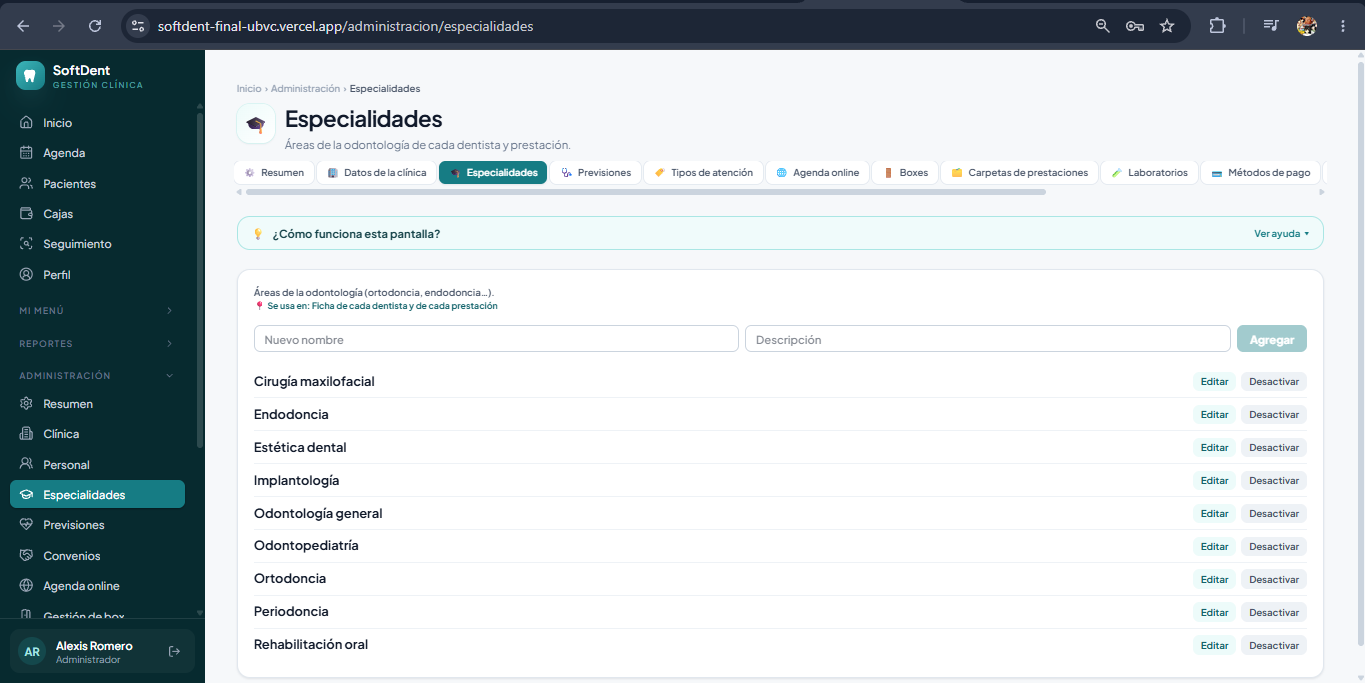 softdent-final-ubvc.vercel.app/administracion/especialidades
SoftDent
GESTIÓN CLÍNICA
Inicio
Agenda
Pacientes
Cajas
Seguimiento
Perfil
MI MENÚ
REPORTES
ADMINISTRACIÓN
Resumen
Clínica
Personal
Especialidades
Previsiones
Convenios
Agenda online
Gestión de box
AR
Alexis Romero
Administrador
Inicio › Administración › Especialidades
Especialidades
Áreas de la odontología de cada dentista y prestación.
Resumen Datos de la clínica Especialidades Previsiones Tipos de atención Agenda online Boxes Carpetas de prestaciones Laboratorios Métodos de pago
¿Cómo funciona esta pantalla? Ver ayuda
Áreas de la odontología (ortodoncia, endodoncia…).
Se usa en: Ficha de cada dentista y de cada prestación
Nuevo nombre Descripción Agregar
Cirugía maxilofacial Editar Desactivar
Endodoncia Editar Desactivar
Estética dental Editar Desactivar
Implantología Editar Desactivar
Odontología general Editar Desactivar
Odontopediatría Editar Desactivar
Ortodoncia Editar Desactivar
Periodoncia Editar Desactivar
Rehabilitación oral Editar Desactivar